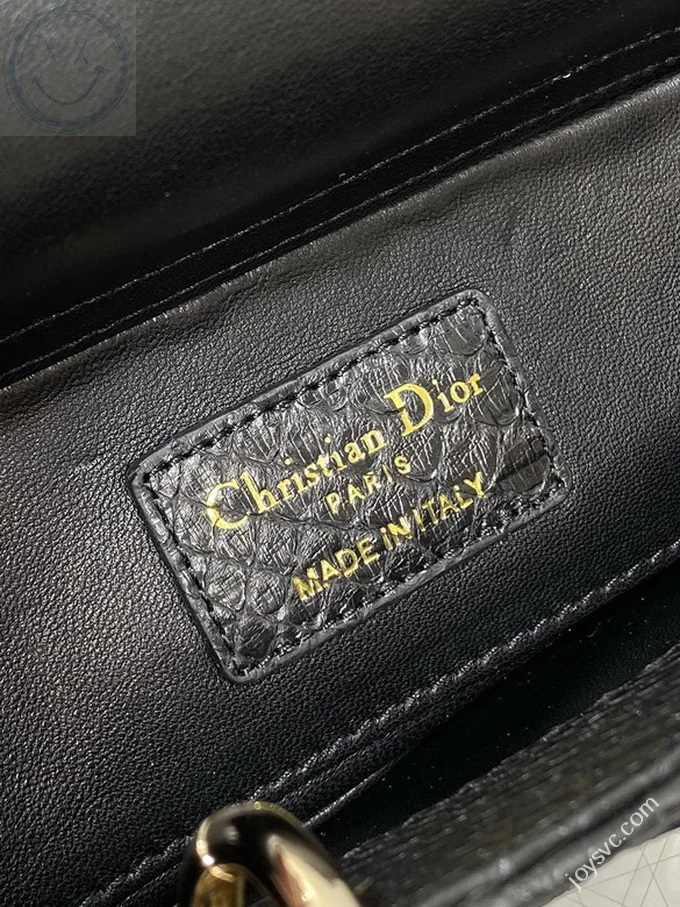 Christian Dior
PARIS
MADE IN ITALY
joysvc.com